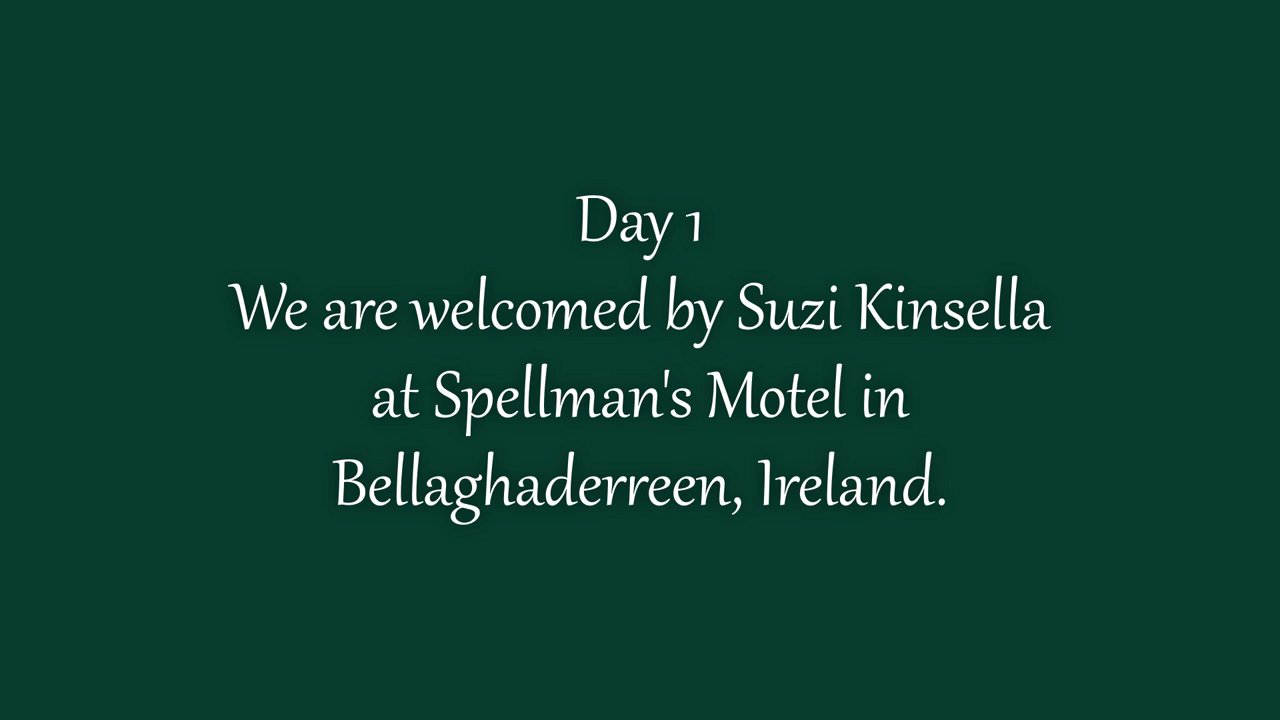 Day 1
We are welcomed by Suzi Kinsella
at Spellman's Motel in
Bellaghaderreen, Ireland.